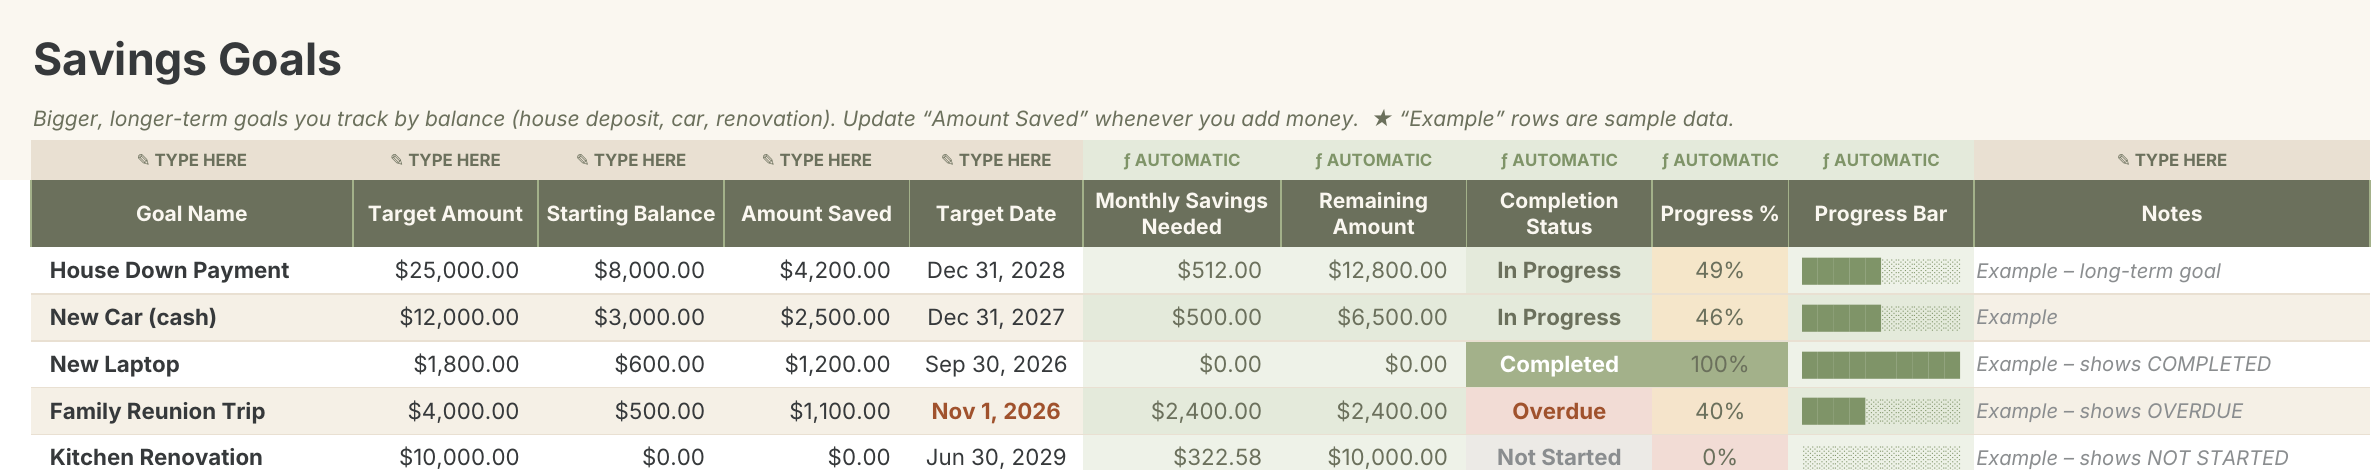 Savings Goals
Bigger, longer-term goals you track by balance (house deposit, car, renovation). Update “Amount Saved” whenever you add money. ★ “Example” rows are sample data.
✎ TYPE HERE ✎ TYPE HERE ✎ TYPE HERE ✎ TYPE HERE ✎ TYPE HERE ƒ AUTOMATIC ƒ AUTOMATIC ƒ AUTOMATIC ƒ AUTOMATIC ƒ AUTOMATIC ✎ TYPE HERE
Goal Name Target Amount Starting Balance Amount Saved Target Date Monthly Savings Needed Remaining Amount Completion Status Progress % Progress Bar Notes
House Down Payment $25,000.00 $8,000.00 $4,200.00 Dec 31, 2028 $512.00 $12,800.00 In Progress 49% Example – long-term goal
New Car (cash) $12,000.00 $3,000.00 $2,500.00 Dec 31, 2027 $500.00 $6,500.00 In Progress 46% Example
New Laptop $1,800.00 $600.00 $1,200.00 Sep 30, 2026 $0.00 $0.00 Completed 100% Example – shows COMPLETED
Family Reunion Trip $4,000.00 $500.00 $1,100.00 Nov 1, 2026 $2,400.00 $2,400.00 Overdue 40% Example – shows OVERDUE
Kitchen Renovation $10,000.00 $0.00 $0.00 Jun 30, 2029 $322.58 $10,000.00 Not Started 0% Example – shows NOT STARTED